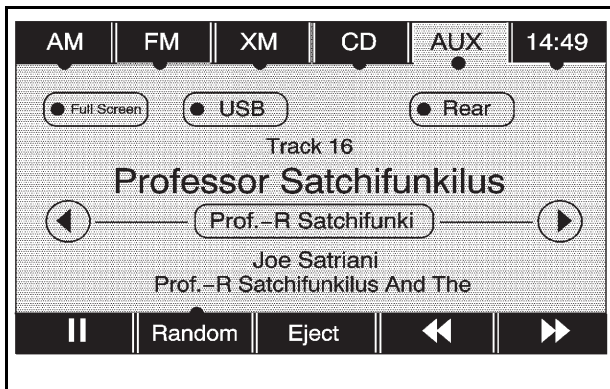 AM FM XM CD AUX 14:49
Full Screen USB Rear
Track 16
Professor Satchifunkilus
Prof.–R Satchifunki
Joe Satriani
Prof.–R Satchifunkilus And The
Random Eject